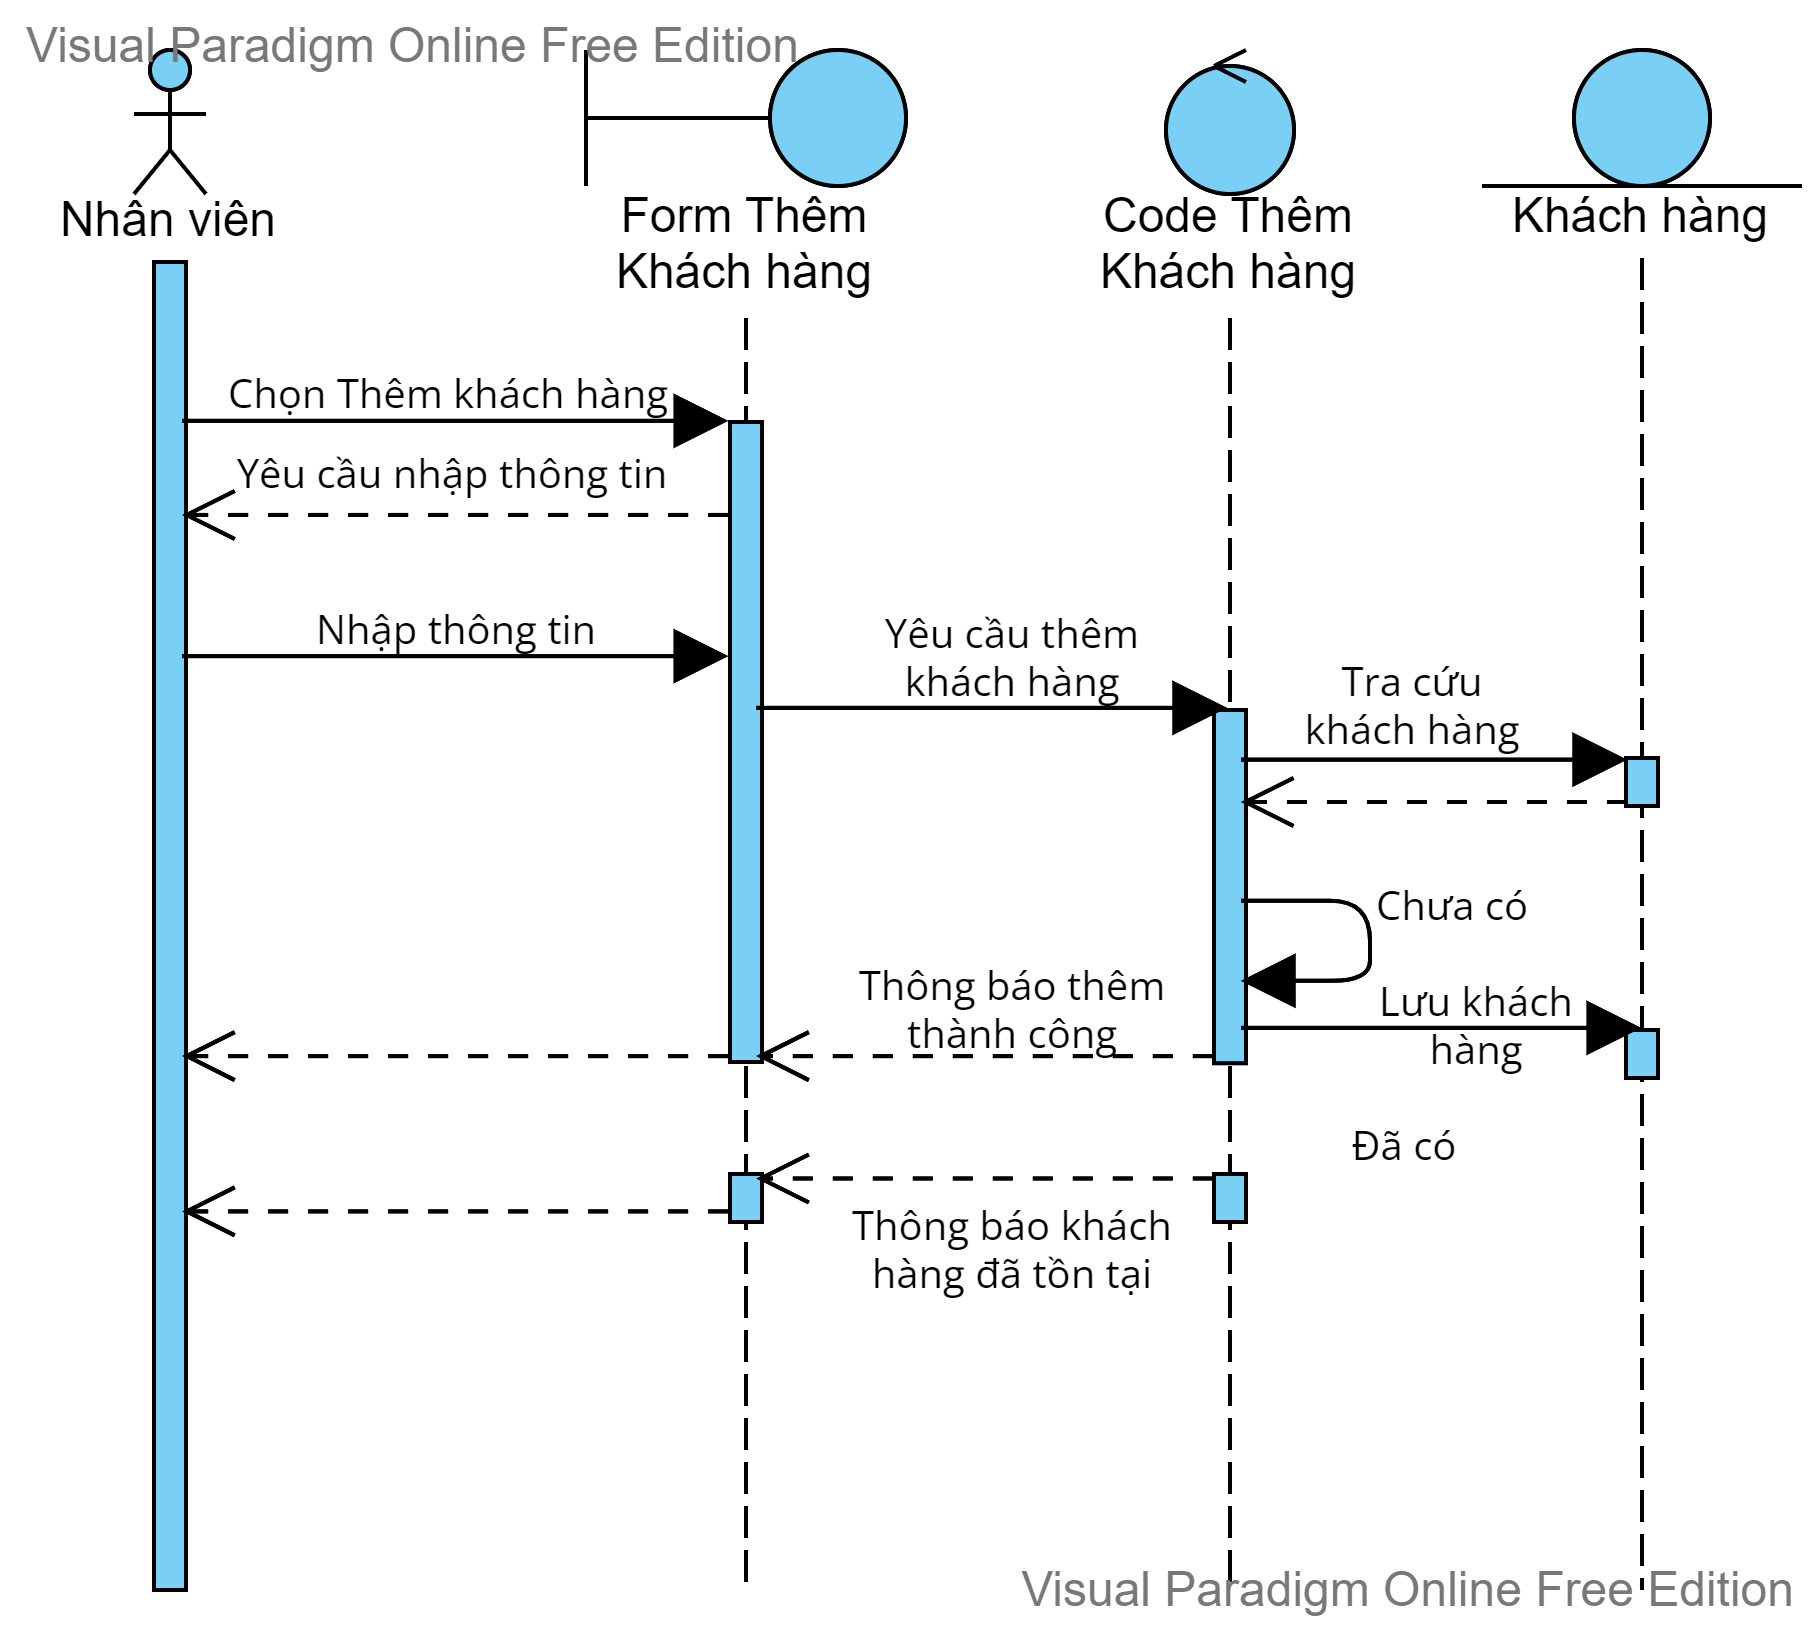 Visual Paradigm Online Free Edition
Nhân viên
Form Thêm
Khách hàng
Code Thêm
Khách hàng
Khách hàng
Chọn Thêm khách hàng
Yêu cầu nhập thông tin
Nhập thông tin
Yêu cầu thêm
khách hàng
Tra cứu
khách hàng
Chưa có
Thông báo thêm
thành công
Lưu khách
hàng
Đã có
Thông báo khách
hàng đã tồn tại
Visual Paradigm Online Free Edition